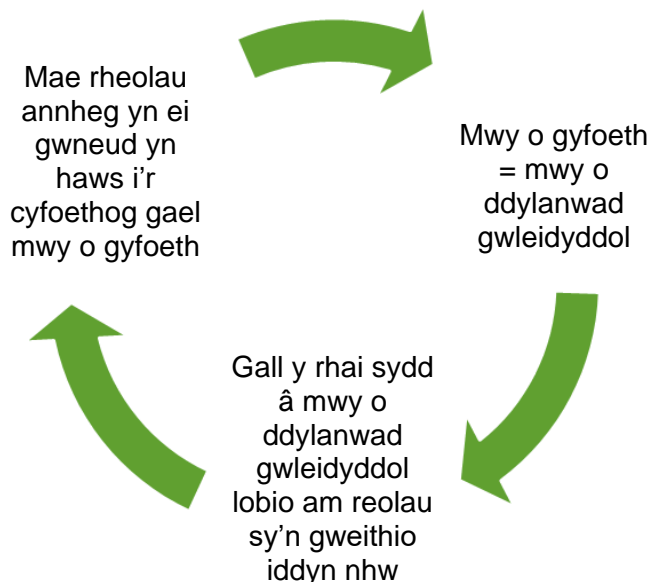 Mae rheolau
annheg yn ei
gwneud yn
haws i’r
cyfoethog gael
mwy o gyfoeth
Mwy o gyfoeth
= mwy o
ddylanwad
gwleidyddol
Gall y rhai sydd
â mwy o
ddylanwad
gwleidyddol
lobio am reolau
sy’n gweithio
iddyn nhw